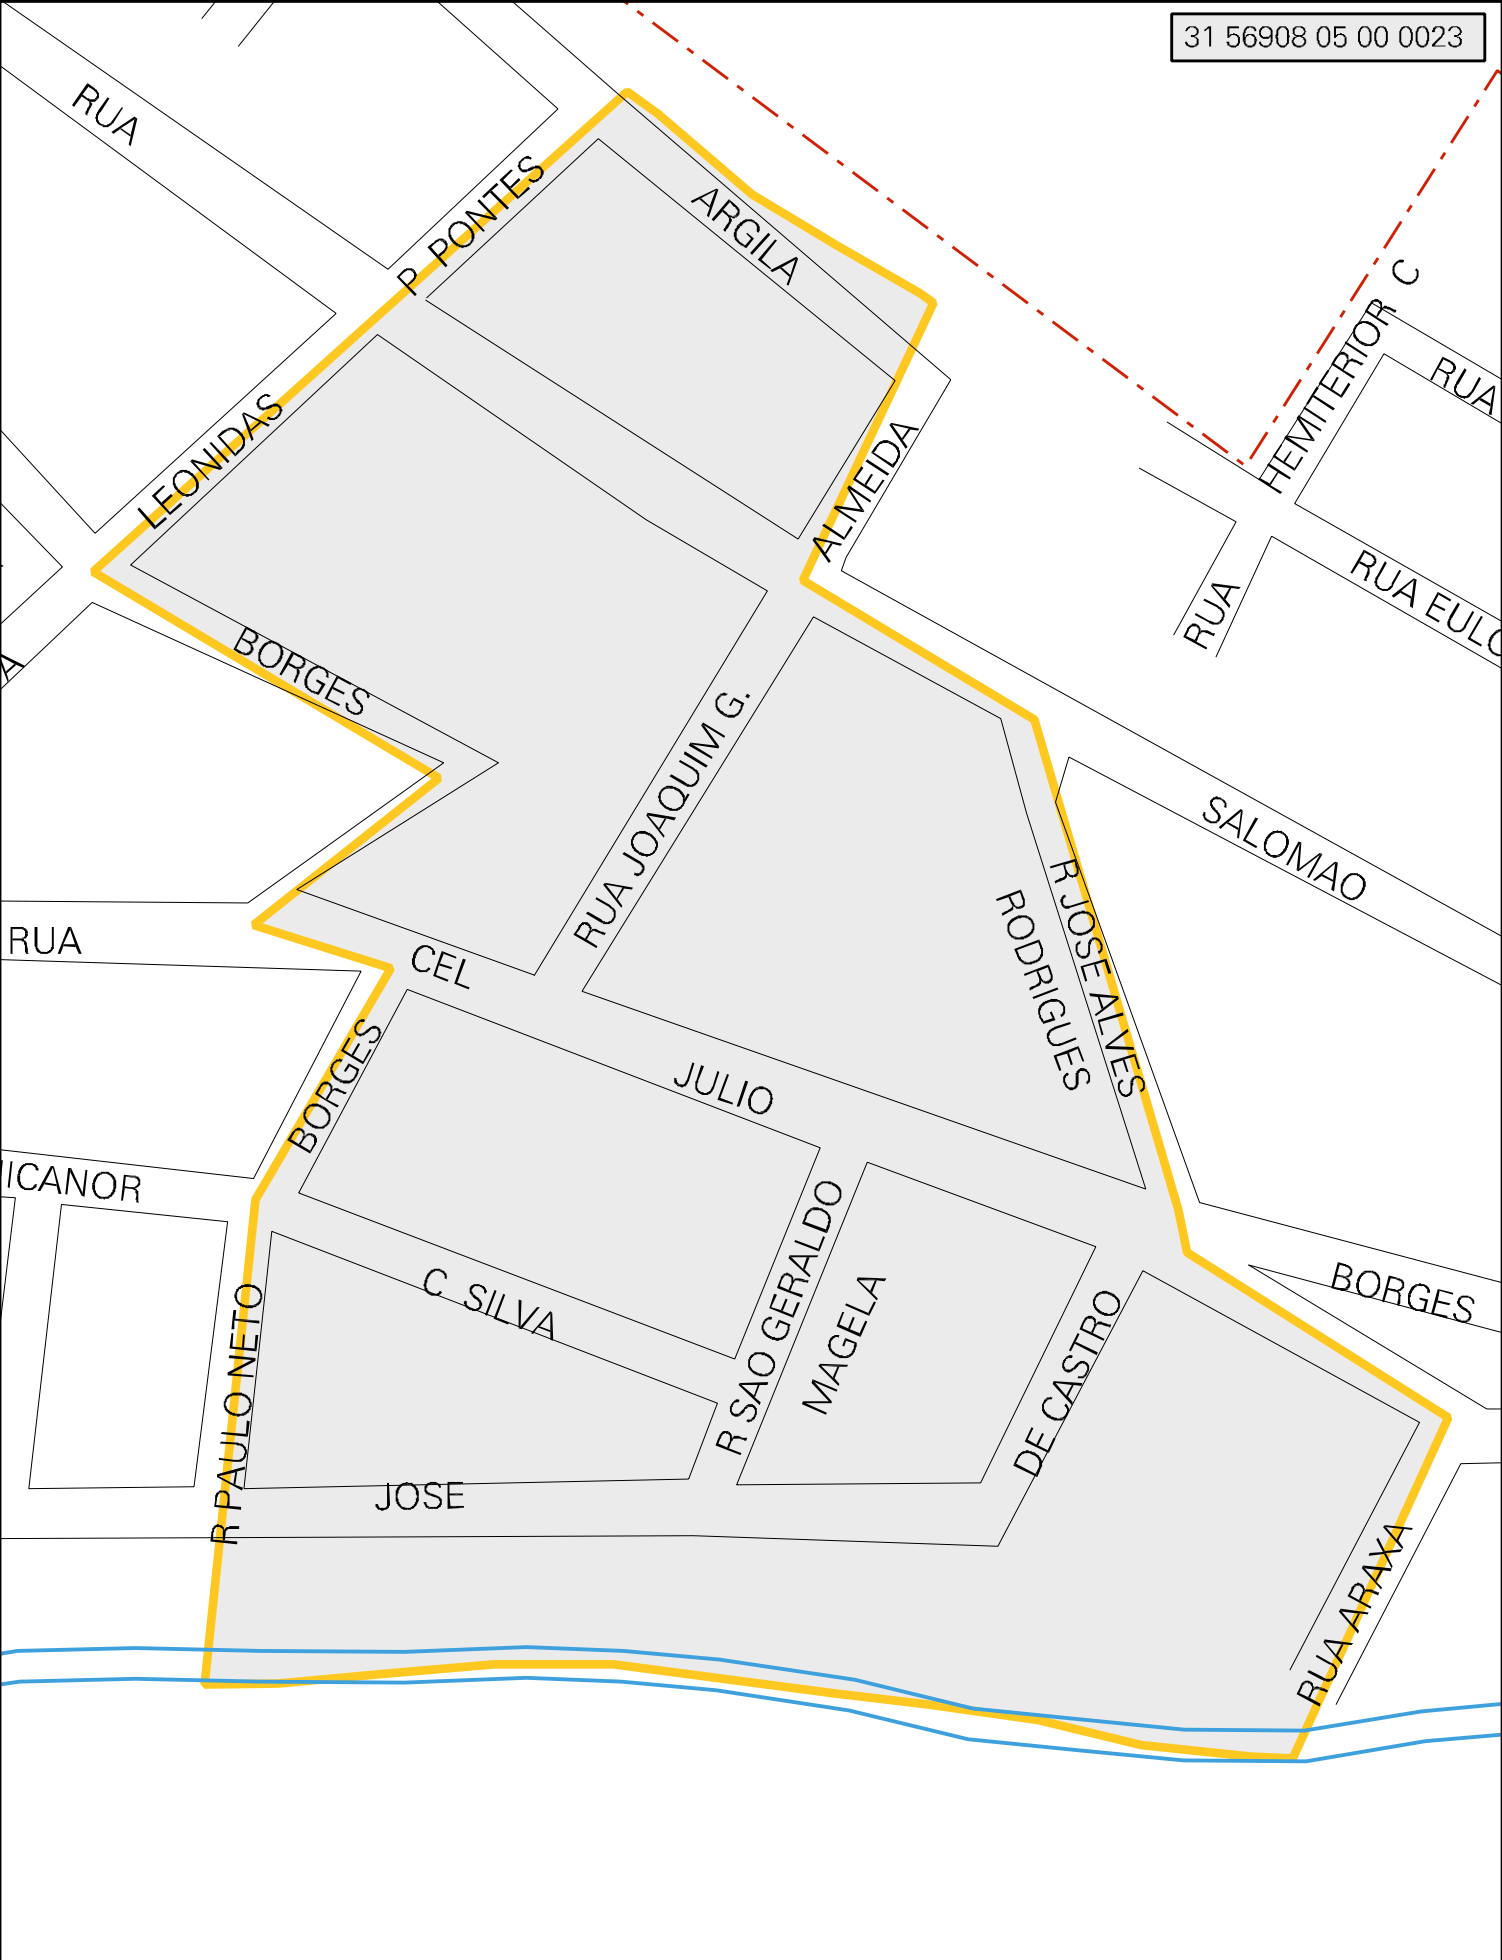 31 56908 05 00 0023
RUA
P PONTES
ARGILA
HEMITERIOR C
RUA
LEONIDAS
ALMEIDA
RUA EULO
RUA
A
BORGES
RUA JOAQUIM G.
SALOMAO
R JOSE ALVES
RODRIGUES
RUA
CEL
BORGES
JULIO
ICANOR
R SAO GERALDO
MAGELA
C SILVA
BORGES
DE CASTRO
R PAULO NETO
JOSE
RUA ARAXA